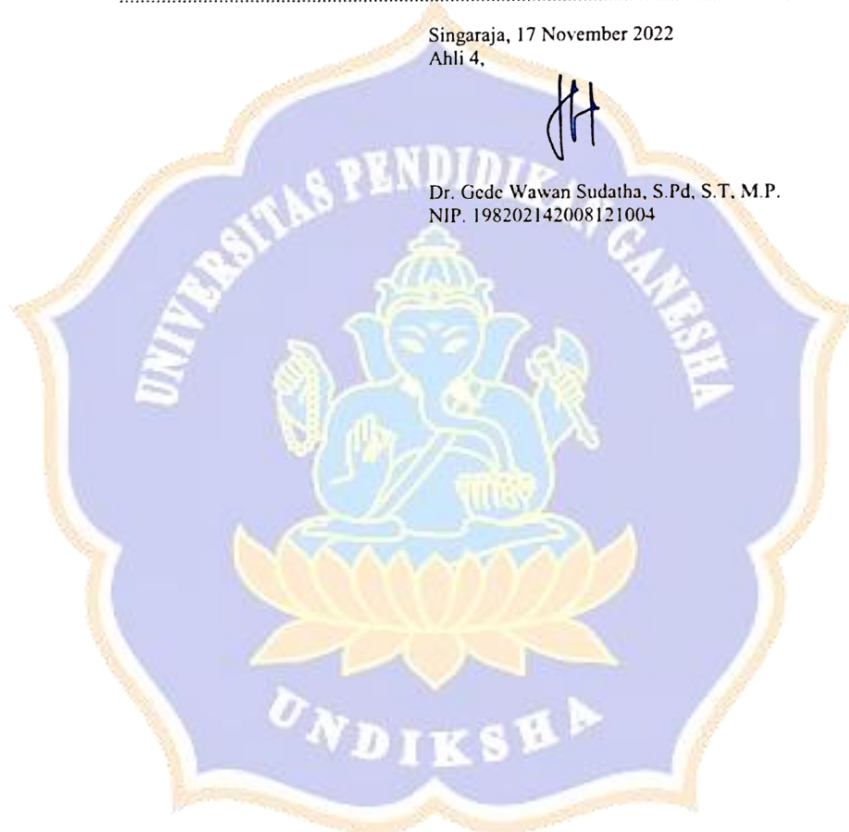 Singaraja, 17 November 2022
Ahli 4,
Dr. Gede Wawan Sudatha, S.Pd, S.T, M.P.
NIP. 198202142008121004
UNIVERSITAS PENDIDIKAN GANESHA
UNDIKSHA